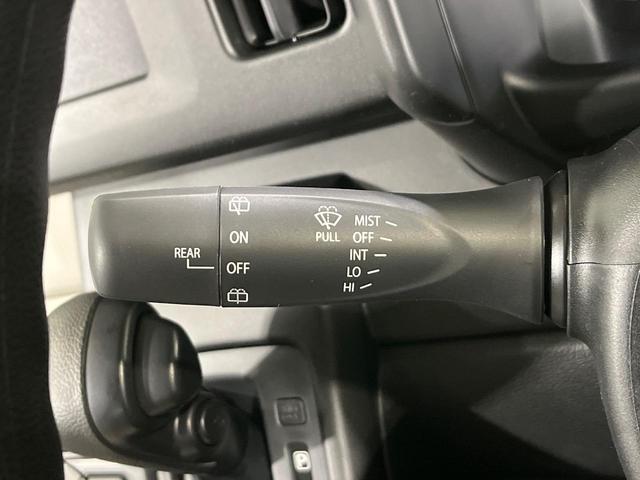 REAR
ON
OFF
PULL
MIST
OFF
INT
LO
HI